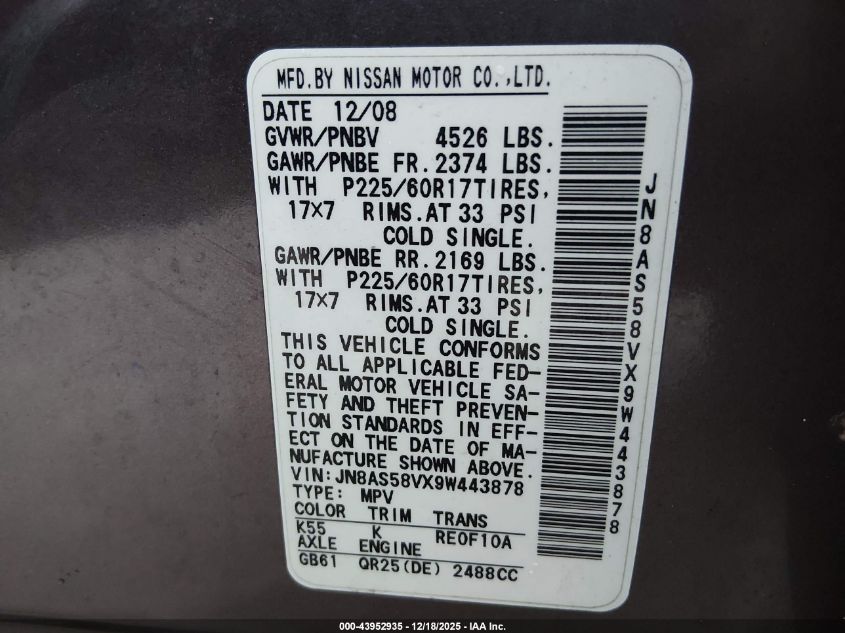 MFD.BY NISSAN MOTOR CO.,LTD.
DATE 12/08
GVWR/PNBV 4526 LBS.
GAWR/PNBE FR.2374 LBS.
WITH P225/60R17TIRES,
17X7 RIMS.AT 33 PSI
COLD SINGLE.
GAWR/PNBE RR.2169 LBS.
WITH P225/60R17TIRES,
17X7 RIMS.AT 33 PSI
COLD SINGLE.
THIS VEHICLE CONFORMS
TO ALL APPLICABLE FED-
ERAL MOTOR VEHICLE SA-
FETY AND THEFT PREVEN-
TION STANDARDS IN EFF-
ECT ON THE DATE OF MA-
NUFACTURE SHOWN ABOVE.
VIN:JN8AS58VX9W443878
TYPE: MPV
COLOR TRIM TRANS
K55 K RE0F10A
AXLE ENGINE
GB61 QR25(DE) 2488CC
JN8AS58VX9W443878
000-43952935 - 12/18/2025 - IAA Inc.